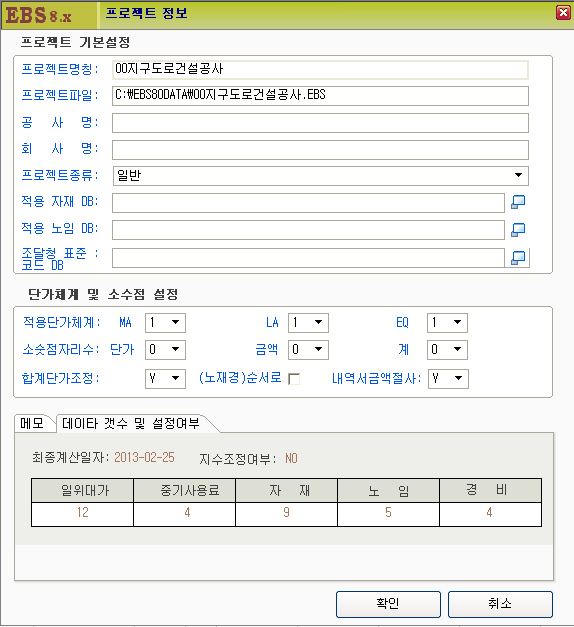 EBS 8.x 프로젝트 정보
프로젝트 기본설정
프로젝트명칭: 00지구도로건설공사
프로젝트파일: C:₩EBS80DATA₩00지구도로건설공사.EBS
공 사 명:
회 사 명:
프로젝트종류: 일반
적용 자재 DB:
적용 노임 DB:
조달청 표준 :
코드 DB
단가체계 및 소수점 설정
적용단가체계: MA 1 LA 1 EQ 1
소숫점자리수: 단가 0 금액 0 계 0
합계단가조정: Y (노재경)순서로 내역서금액절사: Y
메모 데이타 갯수 및 설정여부
최종계산일자: 2013-02-25 지수조정여부: NO
일위대가 중기사용료 자 재 노 임 경 비
12 4 9 5 4
확인 취소